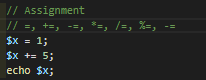 // Assignment
// =, +=, -=, *=, /=, %=, -=
$x = 1;
$x += 5;
echo $x;